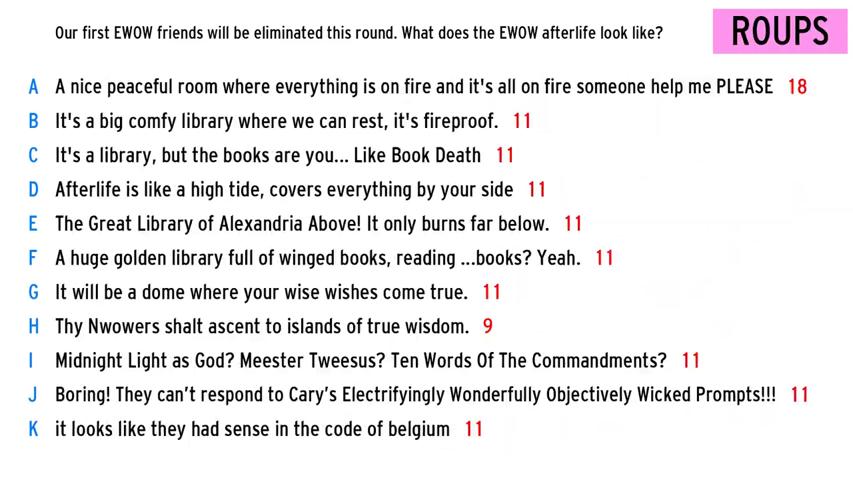 Our first EWOW friends will be eliminated this round. What does the EWOW afterlife look like?
ROUPS
A A nice peaceful room where everything is on fire and it's all on fire someone help me PLEASE 18
B It's a big comfy library where we can rest, it's fireproof. 11
C It's a library, but the books are you... Like Book Death 11
D Afterlife is like a high tide, covers everything by your side 11
E The Great Library of Alexandria Above! It only burns far below. 11
F A huge golden library full of winged books, reading ...books? Yeah. 11
G It will be a dome where your wise wishes come true. 11
H Thy Nwowers shalt ascent to islands of true wisdom. 9
I Midnight Light as God? Meester Tweesus? Ten Words Of The Commandments? 11
J Boring! They can't respond to Cary's Electrifyingly Wonderfully Objectively Wicked Prompts!!! 11
K it looks like they had sense in the code of belgium 11